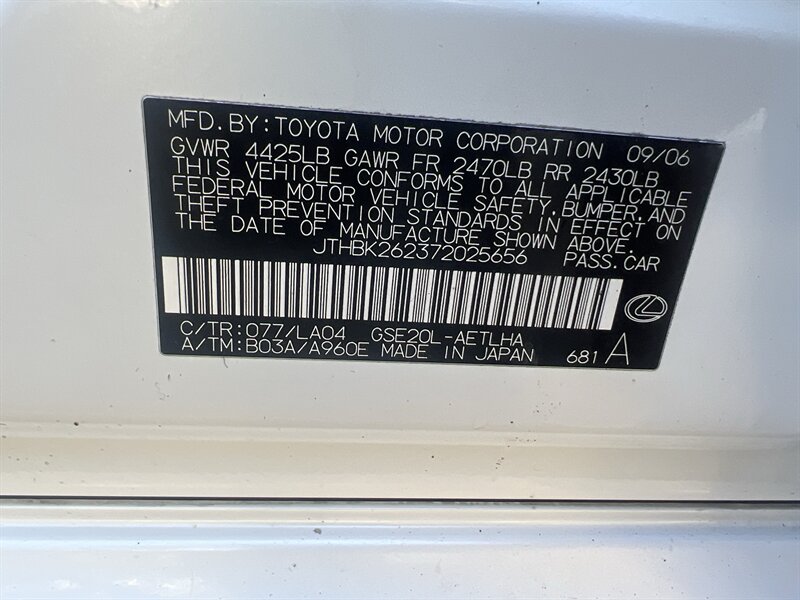 MFD.BY:TOYOTA MOTOR CORPORATION 09/06
GVWR 4425LB GAWR FR 2470LB RR 2430LB
THIS VEHICLE CONFORMS TO ALL APPLICABLE
FEDERAL MOTOR VEHICLE SAFETY,BUMPER,AND
THEFT PREVENTION STANDARDS IN EFFECT ON
THE DATE OF MANUFACTURE SHOWN ABOVE.
JTHBK262372025656 PASS.CAR
C/TR:077/LA04 GSE20L-AETLHA
A/TM:B03A/A960E MADE IN JAPAN 681 A